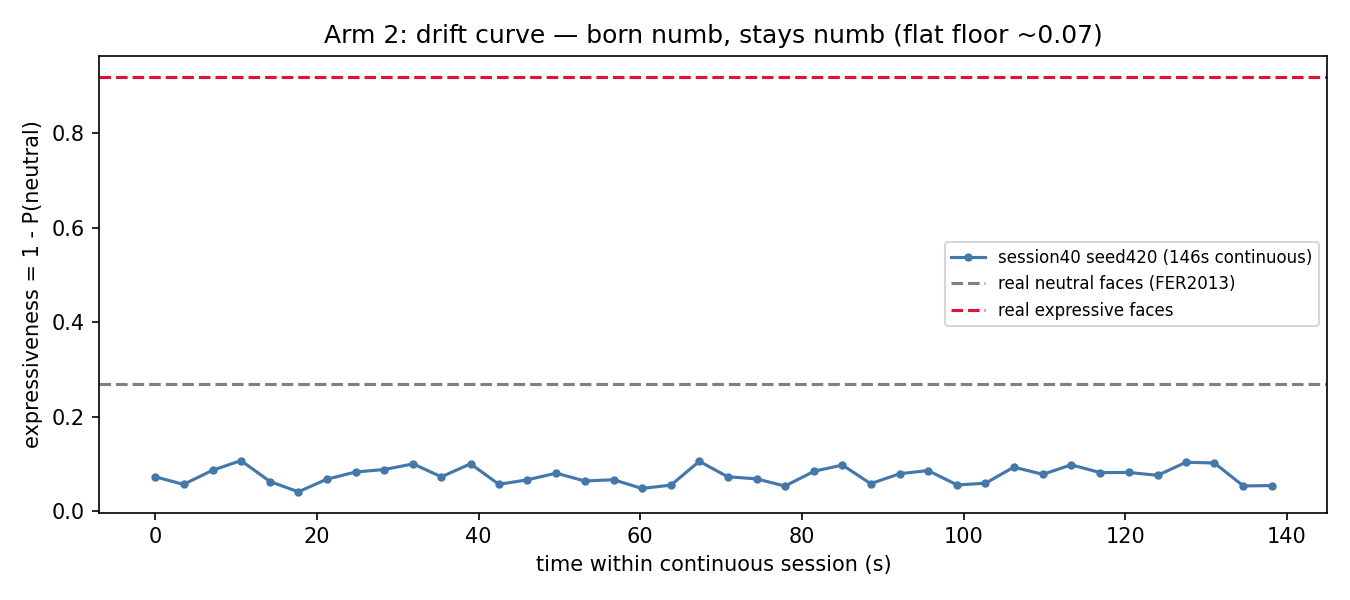 Arm 2: drift curve — born numb, stays numb (flat floor ~0.07)
expressiveness = 1 - P(neutral)
0.8
0.6
0.4
0.2
0.0
session40 seed420 (146s continuous)
real neutral faces (FER2013)
real expressive faces
0 20 40 60 80 100 120 140
time within continuous session (s)